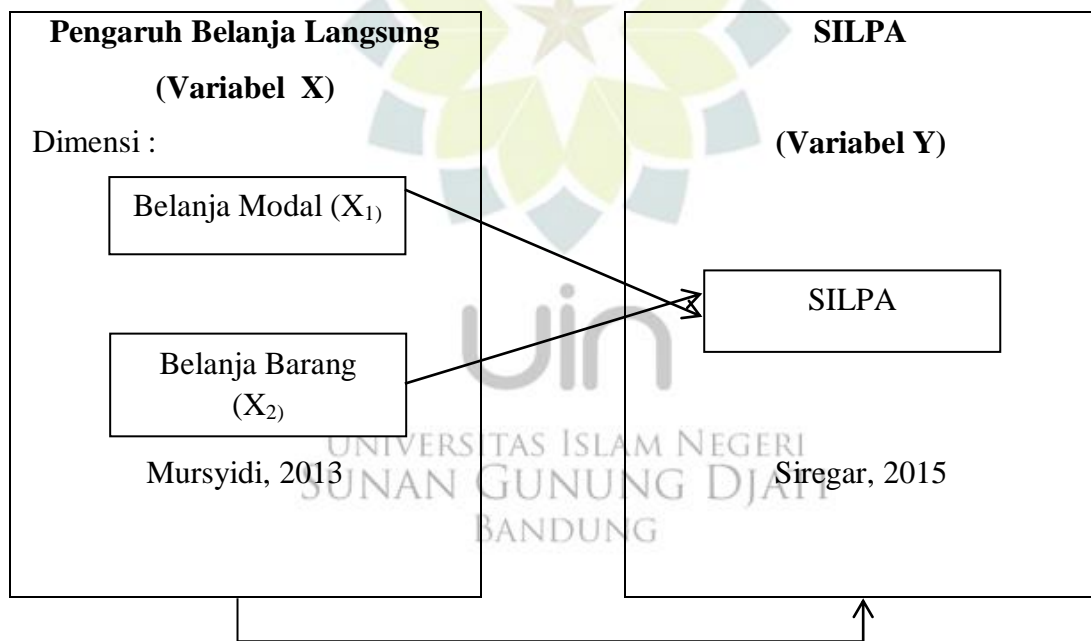 Pengaruh Belanja Langsung
(Variabel X)
Dimensi :
Belanja Modal (X1)
Belanja Barang
(X2)
Mursyidi, 2013
SILPA
(Variabel Y)
SILPA
Siregar, 2015
uin
UNIVERSITAS ISLAM NEGERI
SUNAN GUNUNG DJATI
BANDUNG